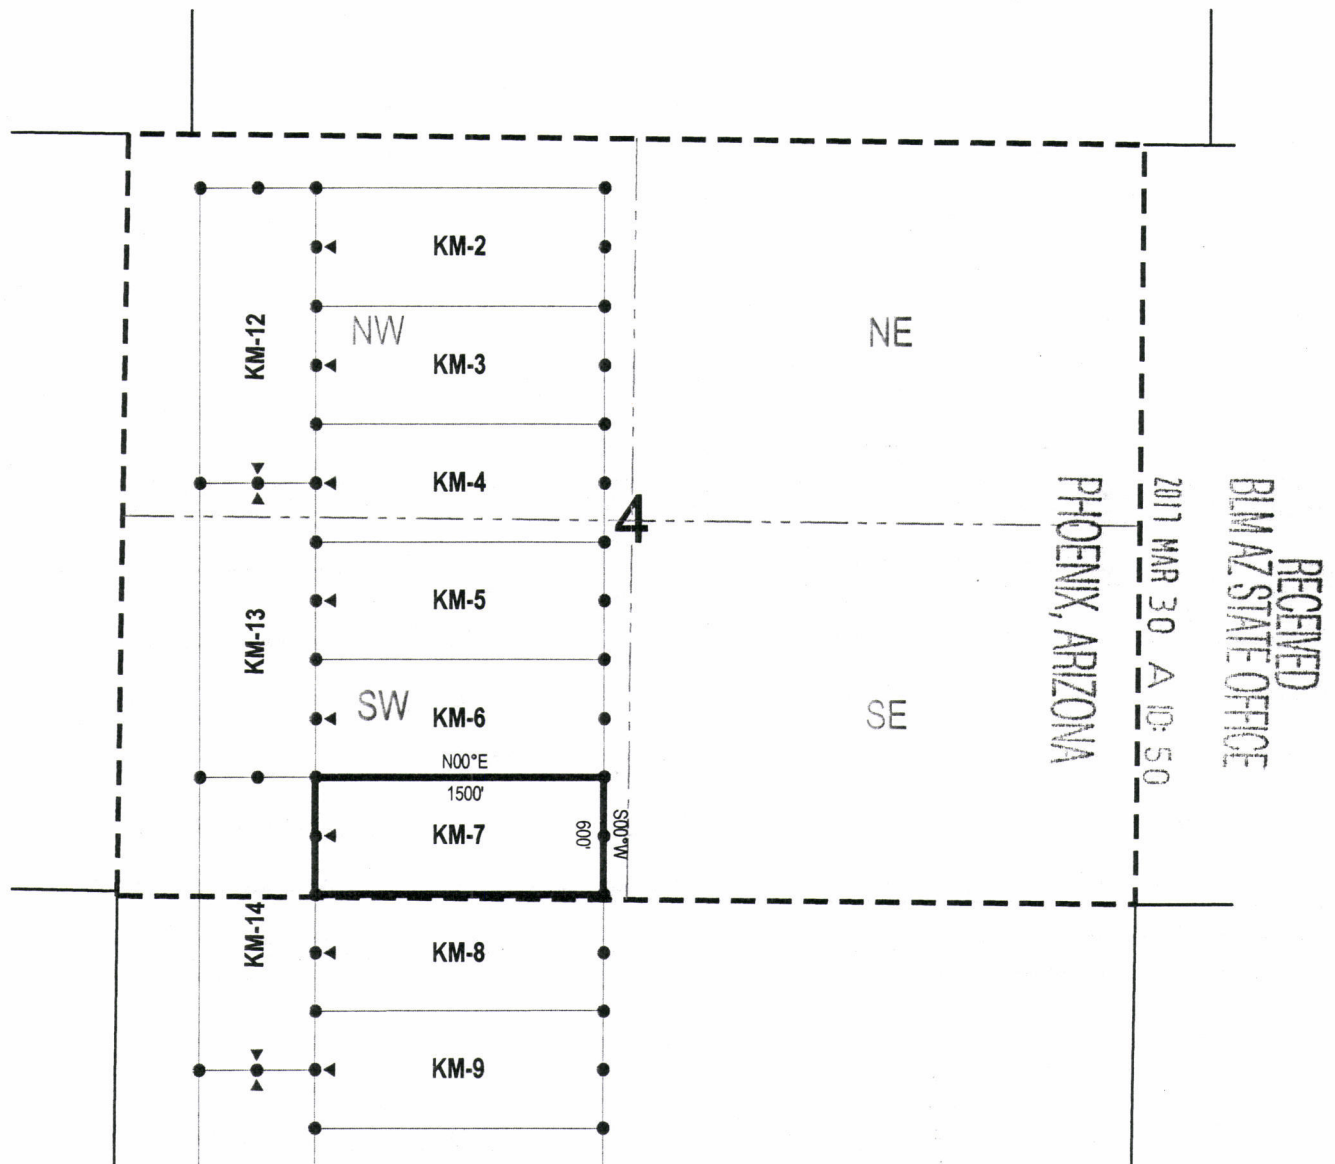 KM-2
KM-12
NW
NE
KM-3
KM-4
4
KM-5
KM-13
SW
KM-6
SE
N00°E
1500'
KM-7
600'
S00°W
KM-14
KM-8
KM-9
RECEIVED
BLM AZ STATE OFFICE
2017 MAR 30 A 10:50
PHOENIX, ARIZONA